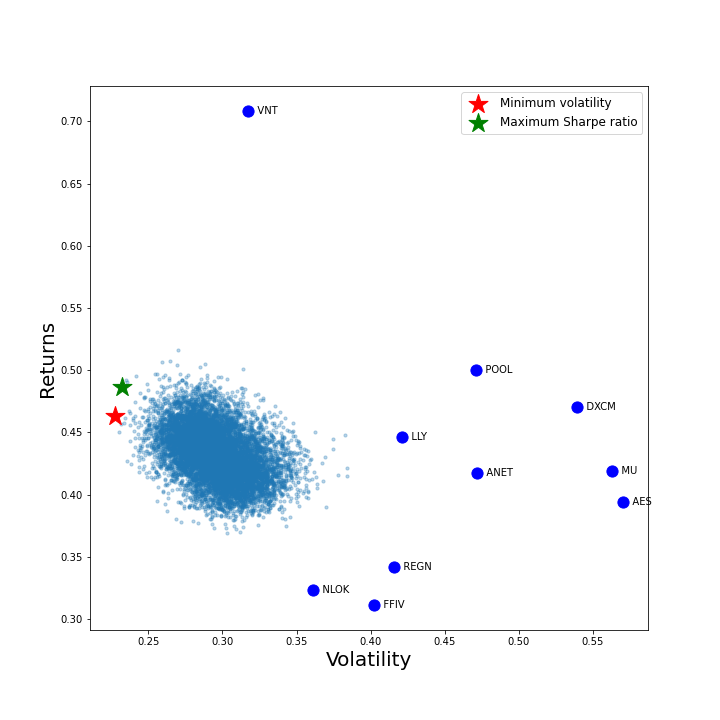 Minimum volatility
Maximum Sharpe ratio
VNT
POOL
DXCM
LLY
MU
ANET
AES
REGN
NLOK
FFIV
0.70
0.65
0.60
0.55
0.50
0.45
0.40
0.35
0.30
Returns
0.25 0.30 0.35 0.40 0.45 0.50 0.55
Volatility